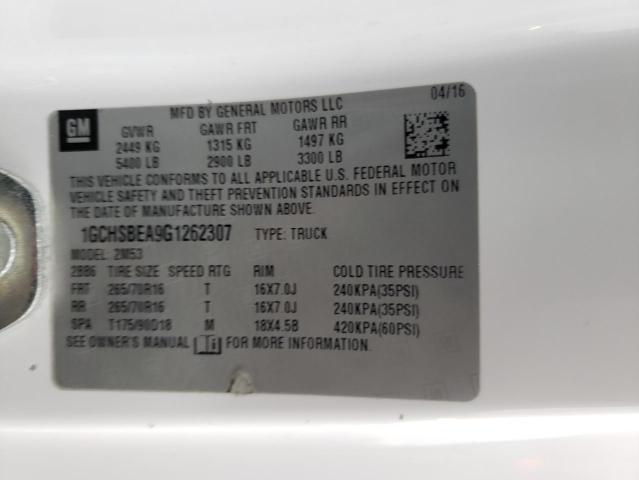 GM
MFD BY GENERAL MOTORS LLC 04/16
GVWR GAWR FRT GAWR RR
2449 KG 1315 KG 1497 KG
5400 LB 2900 LB 3300 LB
THIS VEHICLE CONFORMS TO ALL APPLICABLE U.S. FEDERAL MOTOR
VEHICLE SAFETY AND THEFT PREVENTION STANDARDS IN EFFECT ON
THE DATE OF MANUFACTURE SHOWN ABOVE.
1GCHSBEA9G1262307 TYPE: TRUCK
MODEL: 2M53
2886 TIRE SIZE SPEED RTG RIM COLD TIRE PRESSURE
FRT 265/70R16 T 16X7.0J 240KPA(35PSI)
RR 265/70R16 T 16X7.0J 240KPA(35PSI)
SPA T175/90D18 M 18X4.5B 420KPA(60PSI)
SEE OWNER'S MANUAL FOR MORE INFORMATION.